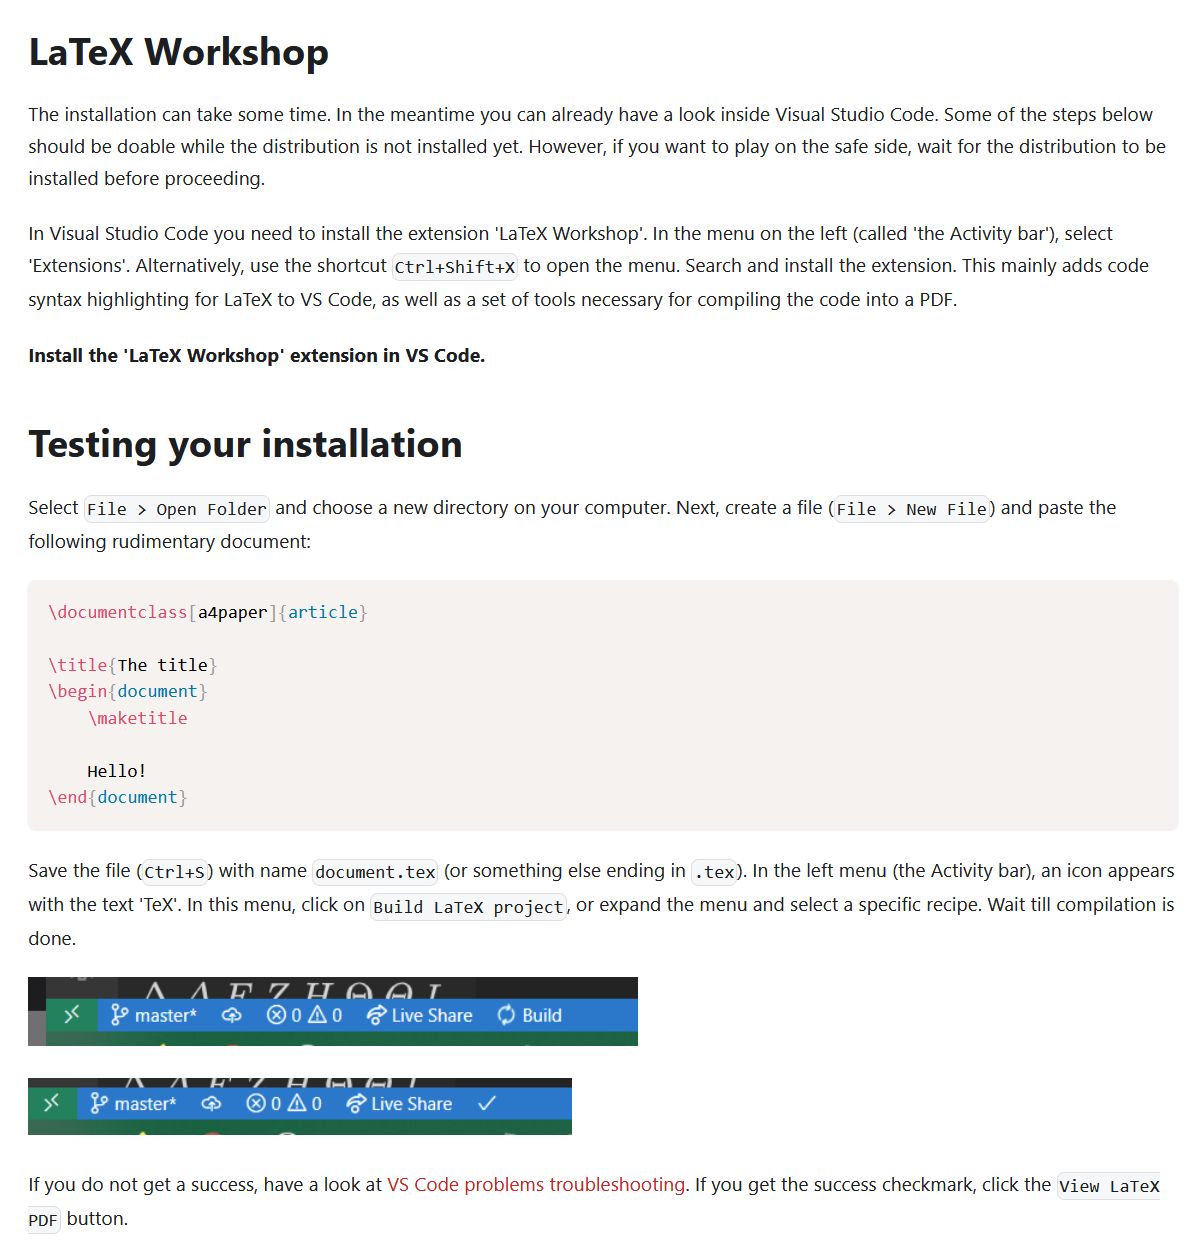 LaTeX Workshop
The installation can take some time. In the meantime you can already have a look inside Visual Studio Code. Some of the steps below
should be doable while the distribution is not installed yet. However, if you want to play on the safe side, wait for the distribution to be
installed before proceeding.
In Visual Studio Code you need to install the extension 'LaTeX Workshop'. In the menu on the left (called 'the Activity bar'), select
'Extensions'. Alternatively, use the shortcut Ctrl+Shift+X to open the menu. Search and install the extension. This mainly adds code
syntax highlighting for LaTeX to VS Code, as well as a set of tools necessary for compiling the code into a PDF.
Install the 'LaTeX Workshop' extension in VS Code.
Testing your installation
Select File > Open Folder and choose a new directory on your computer. Next, create a file (File > New File) and paste the
following rudimentary document:
\documentclass[a4paper]{article}
\title{The title}
\begin{document}
    \maketitle
    Hello!
\end{document}
Save the file (Ctrl+S) with name document.tex (or something else ending in .tex). In the left menu (the Activity bar), an icon appears
with the text 'TeX'. In this menu, click on Build LaTeX project, or expand the menu and select a specific recipe. Wait till compilation is
done.
master* 0 0 Live Share Build
master* 0 0 Live Share
If you do not get a success, have a look at VS Code problems troubleshooting. If you get the success checkmark, click the View LaTeX
PDF button.